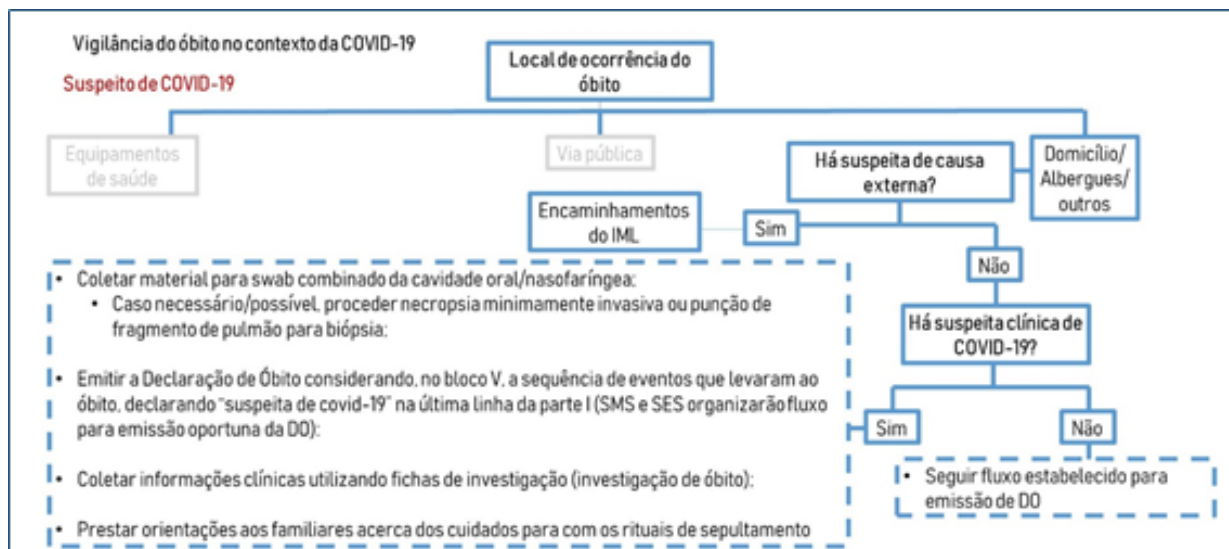 Vigilância do óbito no contexto da COVID-19
Suspeito de COVID-19
Local de ocorrência do
óbito
Equipamentos
de saúde
Via pública
Domicílio/
Albergues/
outros
Há suspeita de causa
externa?
Encaminhamentos
do IML
Sim
Não
Há suspeita clínica de
COVID-19?
Sim
Não
• Coletar material para swab combinado da cavidade oral/nasofaríngea;
• Caso necessário/possível, proceder necropsia minimamente invasiva ou punção de
fragmento de pulmão para biópsia;
• Emitir a Declaração de Óbito considerando, no bloco V, a sequência de eventos que levaram ao
óbito, declarando "suspeita de covid-19" na última linha da parte I (SMS e SES organizarão fluxo
para emissão oportuna da DO);
• Coletar informações clínicas utilizando fichas de investigação (investigação de óbito);
• Prestar orientações aos familiares acerca dos cuidados para com os rituais de sepultamento
• Seguir fluxo estabelecido para
emissão de DO